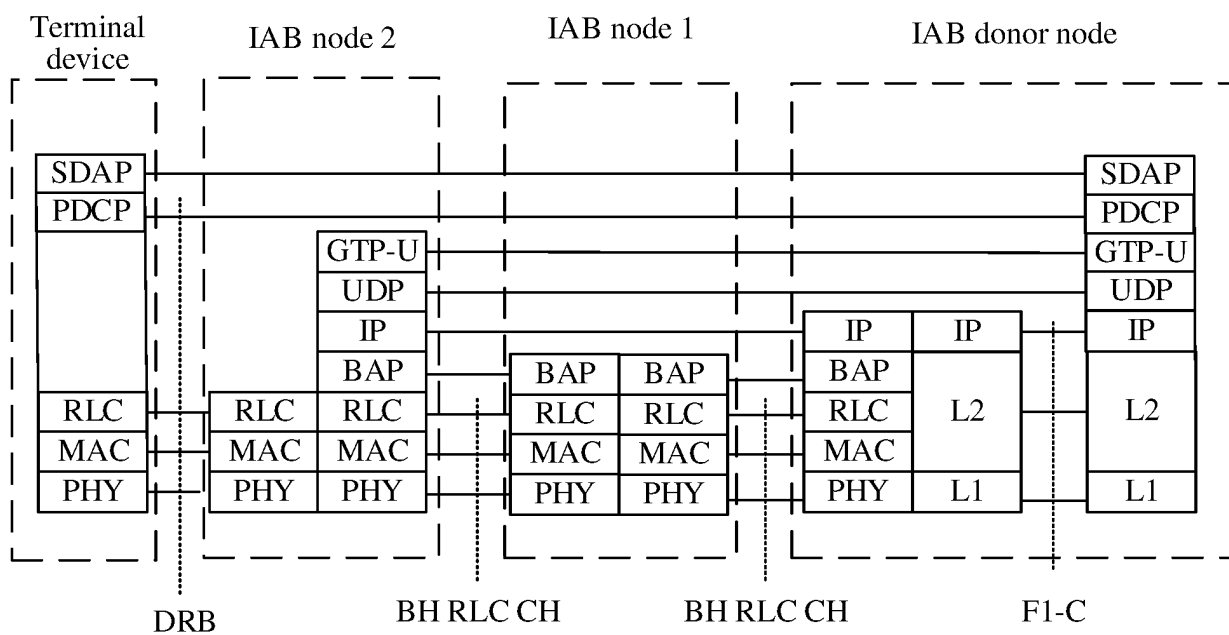 Terminal
device
IAB node 2
IAB node 1
IAB donor node
SDAP
SDAP
PDCP
PDCP
GTP-U
GTP-U
UDP
UDP
IP
IP
IP
IP
BAP
BAP
BAP
BAP
RLC
RLC
RLC
RLC
RLC
RLC
L2
L2
MAC
MAC
MAC
MAC
MAC
MAC
PHY
PHY
PHY
PHY
PHY
PHY
L1
L1
DRB
BH RLC CH
BH RLC CH
F1-C